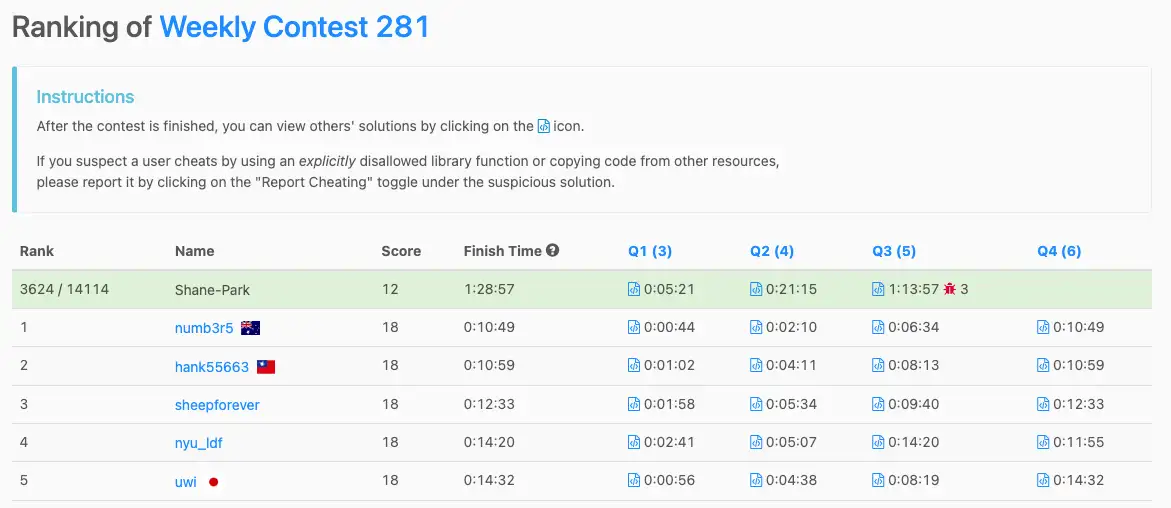 Ranking of Weekly Contest 281
Instructions
After the contest is finished, you can view others' solutions by clicking on the icon.
If you suspect a user cheats by using an explicitly disallowed library function or copying code from other resources,
please report it by clicking on the "Report Cheating" toggle under the suspicious solution.
Rank Name Score Finish Time Q1 (3) Q2 (4) Q3 (5) Q4 (6)
3624 / 14114 Shane-Park 12 1:28:57 0:05:21 0:21:15 1:13:57 3
1 numb3r5 18 0:10:49 0:00:44 0:02:10 0:06:34 0:10:49
2 hank55663 18 0:10:59 0:01:02 0:04:11 0:08:13 0:10:59
3 sheepforever 18 0:12:33 0:01:58 0:05:34 0:09:40 0:12:33
4 nyu_ldf 18 0:14:20 0:02:41 0:05:07 0:14:20 0:11:55
5 uwi 18 0:14:32 0:00:56 0:04:38 0:08:19 0:14:32